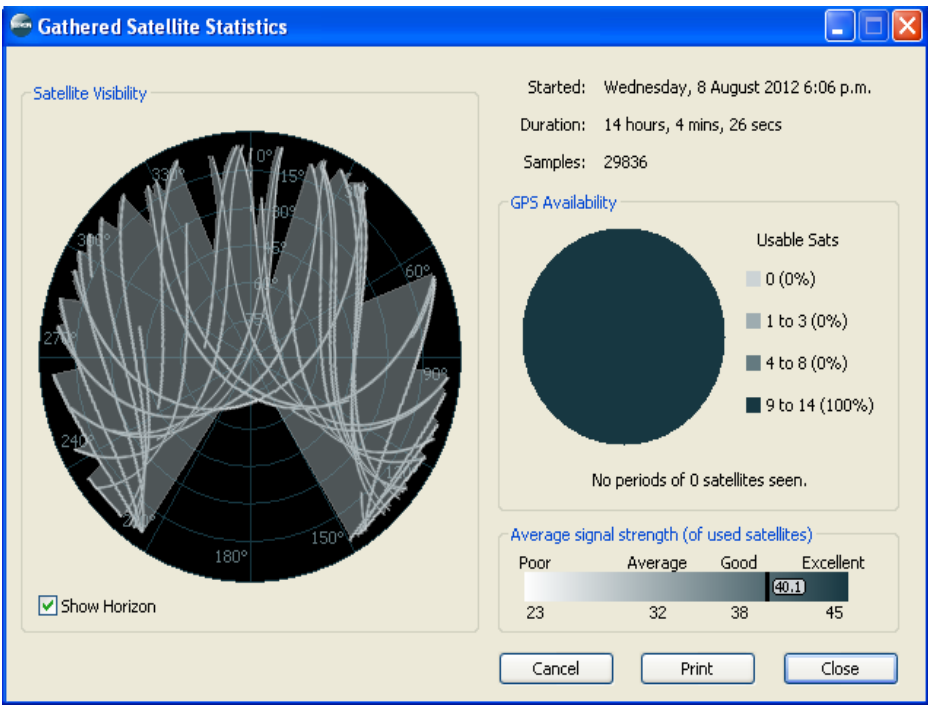 Gathered Satellite Statistics
Satellite Visibility
0°
15°
30°
45°
60°
60°
90°
150°
180°
240°
300°
Show Horizon
Started: Wednesday, 8 August 2012 6:06 p.m.
Duration: 14 hours, 4 mins, 26 secs
Samples: 29836
GPS Availability
Usable Sats
0 (0%)
1 to 3 (0%)
4 to 8 (0%)
9 to 14 (100%)
No periods of 0 satellites seen.
Average signal strength (of used satellites)
Poor Average Good Excellent
40.1
23 32 38 45
Cancel Print Close